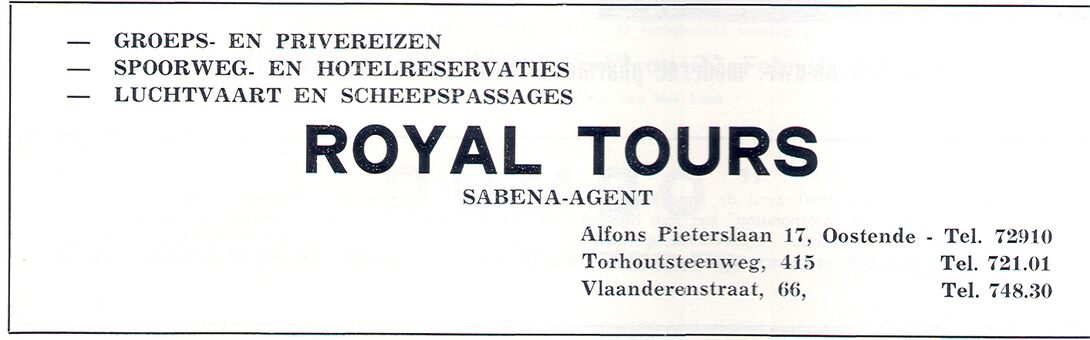 — GROEPS- EN PRIVEREIZEN
— SPOORWEG- EN HOTELRESERVATIES
— LUCHTVAART EN SCHEEPSPASSAGES
ROYAL TOURS
SABENA-AGENT
Alfons Pieterslaan 17, Oostende - Tel. 72910
Torhoutsteenweg, 415 Tel. 721.01
Vlaanderenstraat, 66, Tel. 748.30